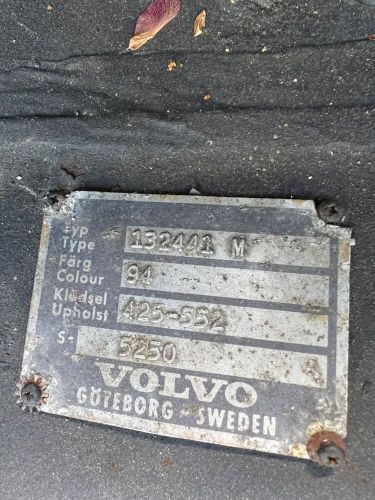 Typ
Type 132441 M
Färg
Colour 94
Klädsel
Upholst 425-552
S- 5250
VOLVO
GÖTEBORG - SWEDEN